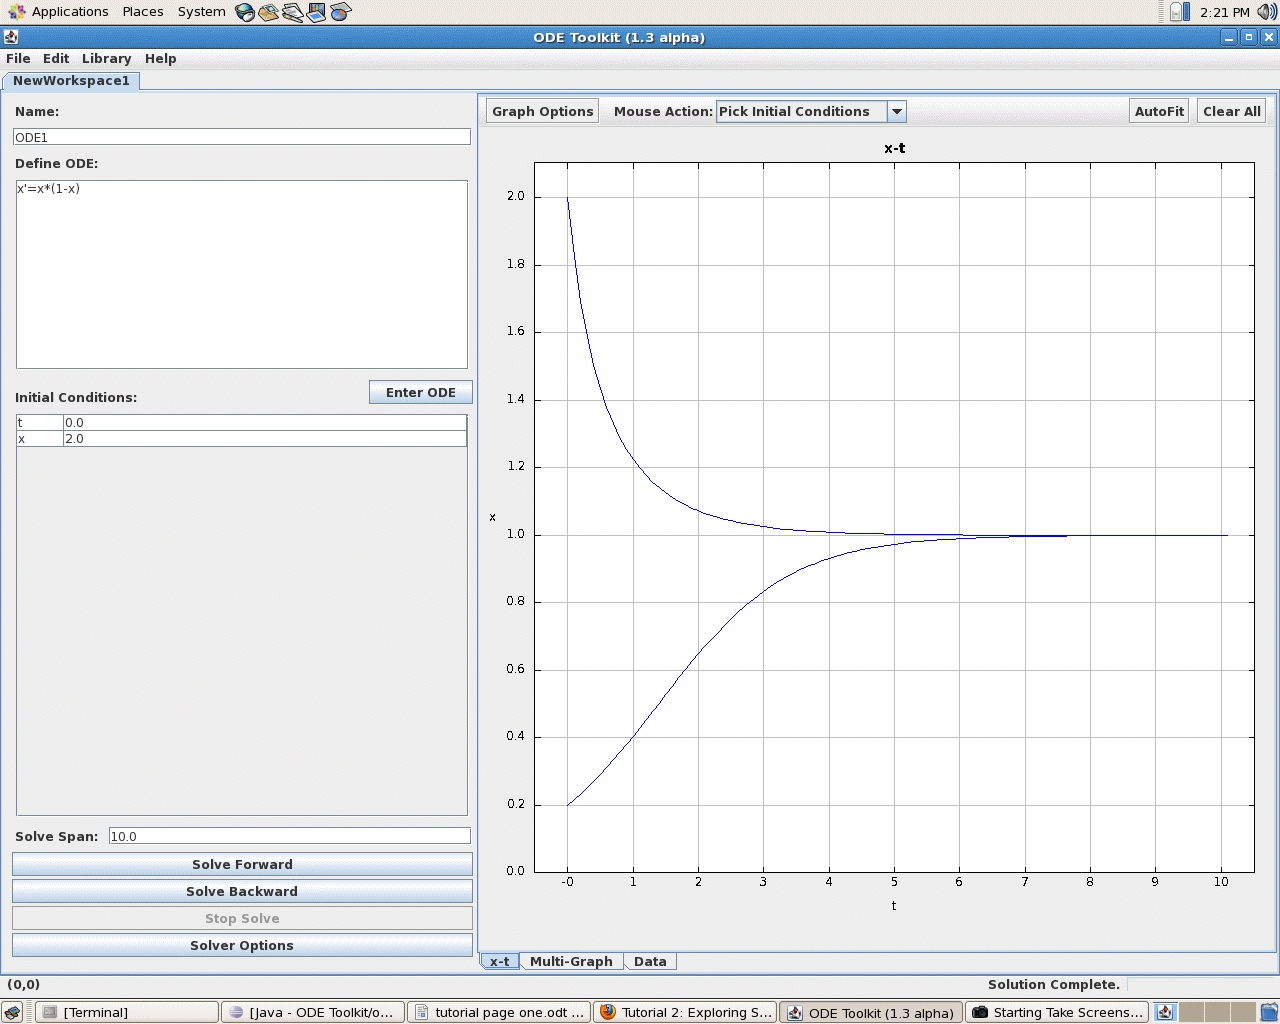 Applications Places System 2:21 PM
ODE Toolkit (1.3 alpha)
File Edit Library Help
NewWorkspace1
Name:
ODE1
Define ODE:
x'=x*(1-x)
Enter ODE
Initial Conditions:
t 0.0
x 2.0
Solve Span: 10.0
Solve Forward
Solve Backward
Stop Solve
Solver Options
Graph Options Mouse Action: Pick Initial Conditions AutoFit Clear All
x-t
2.0
1.8
1.6
1.4
1.2
x
1.0
0.8
0.6
0.4
0.2
0.0
-0 1 2 3 4 5 6 7 8 9 10
t
x-t Multi-Graph Data
(0,0) Solution Complete.
[Terminal] [Java - ODE Toolkit/o... tutorial page one.odt ... Tutorial 2: Exploring S... ODE Toolkit (1.3 alpha) Starting Take Screens...